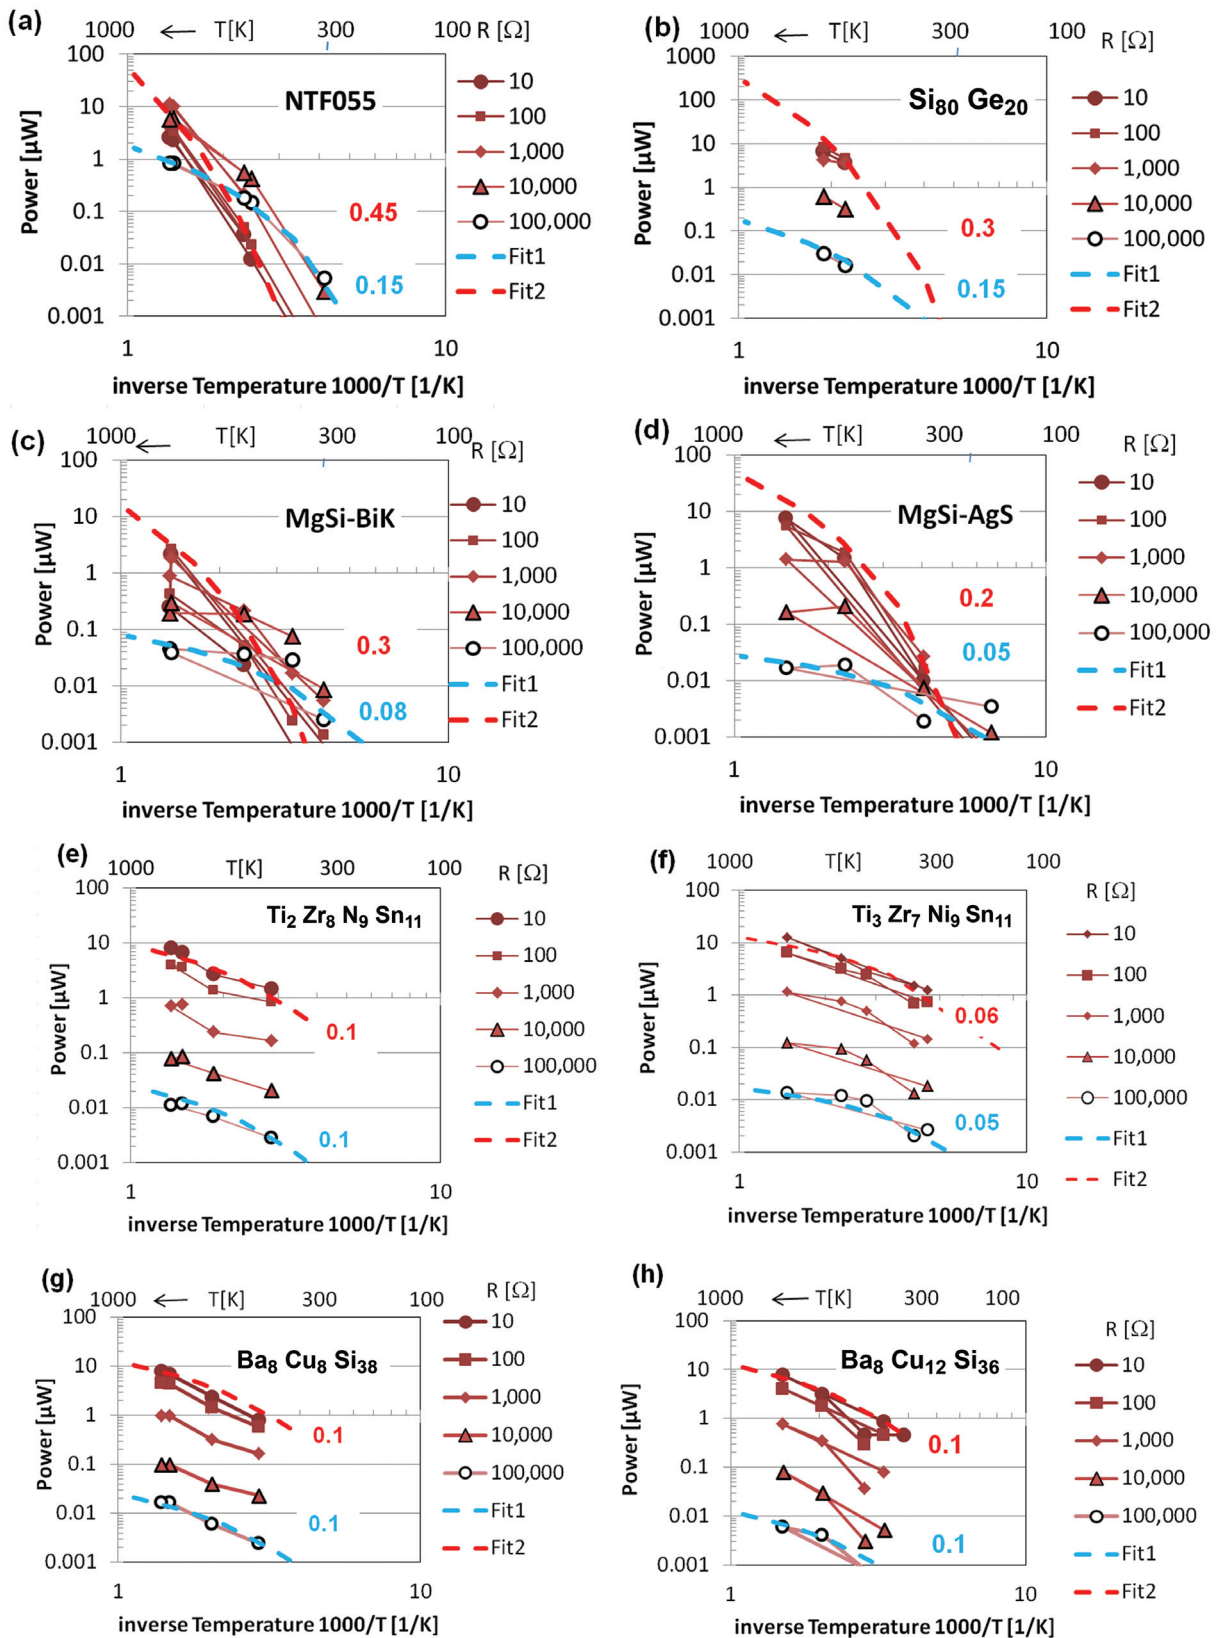 (a)
1000 ← T[K] 300 100 R [Ω]
100
10
1
0.1
0.01
0.001
Power [µW]
NTF055
0.45
0.15
10
100
1,000
10,000
100,000
Fit1
Fit2
1 10
inverse Temperature 1000/T [1/K]
(b)
1000 ← T[K] 300 100 R [Ω]
1000
100
10
1
0.1
0.01
0.001
Power [µW]
Si80 Ge20
0.3
0.15
10
100
1,000
10,000
100,000
Fit1
Fit2
1 10
inverse Temperature 1000/T [1/K]
(c)
1000 ← T[K] 300 100 R [Ω]
100
10
1
0.1
0.01
0.001
Power [µW]
MgSi-BiK
0.3
0.08
10
100
1,000
10,000
100,000
Fit1
Fit2
1 10
inverse Temperature 1000/T [1/K]
(d)
1000 ← T[K] 300 100 R [Ω]
100
10
1
0.1
0.01
0.001
Power [µW]
MgSi-AgS
0.2
0.05
10
100
1,000
10,000
100,000
Fit1
Fit2
1 10
inverse Temperature 1000/T [1/K]
(e)
1000 T[K] 300 100 R [Ω]
100
10
1
0.1
0.01
0.001
Power [µW]
Ti2 Zr8 N9 Sn11
0.1
0.1
10
100
1,000
10,000
100,000
Fit1
Fit2
1 10
inverse Temperature 1000/T [1/K]
(f)
1000 T[K] 300 100 R [Ω]
100
10
1
0.1
0.01
0.001
Power [µW]
Ti3 Zr7 Ni9 Sn11
0.06
0.05
10
100
1,000
10,000
100,000
Fit1
Fit2
1 10
inverse Temperature 1000/T [1/K]
(g)
1000 ← T[K] 300 100 R [Ω]
100
10
1
0.1
0.01
0.001
Power [µW]
Ba8 Cu8 Si38
0.1
0.1
10
100
1,000
10,000
100,000
Fit1
Fit2
1 10
inverse Temperature 1000/T [1/K]
(h)
1000 ← T[K] 300 100 R [Ω]
100
10
1
0.1
0.01
0.001
Power [µW]
Ba8 Cu12 Si36
0.1
0.1
10
100
1,000
10,000
100,000
Fit1
Fit2
1 10
inverse Temperature 1000/T [1/K]